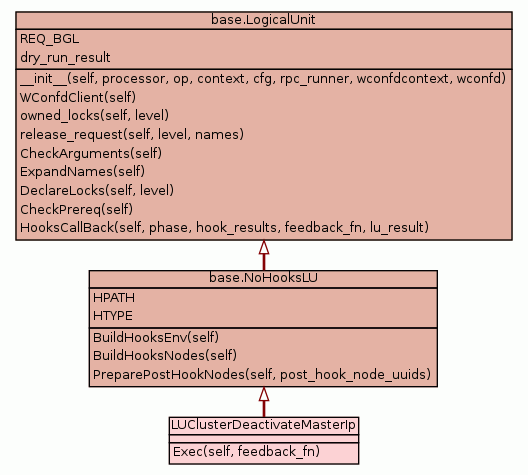 base.LogicalUnit
REQ_BGL
dry_run_result
__init__(self, processor, op, context, cfg, rpc_runner, wconfdcontext, wconfd)
WConfdClient(self)
owned_locks(self, level)
release_request(self, level, names)
CheckArguments(self)
ExpandNames(self)
DeclareLocks(self, level)
CheckPrereq(self)
HooksCallBack(self, phase, hook_results, feedback_fn, lu_result)
base.NoHooksLU
HPATH
HTYPE
BuildHooksEnv(self)
BuildHooksNodes(self)
PreparePostHookNodes(self, post_hook_node_uuids)
LUClusterDeactivateMasterIp
Exec(self, feedback_fn)